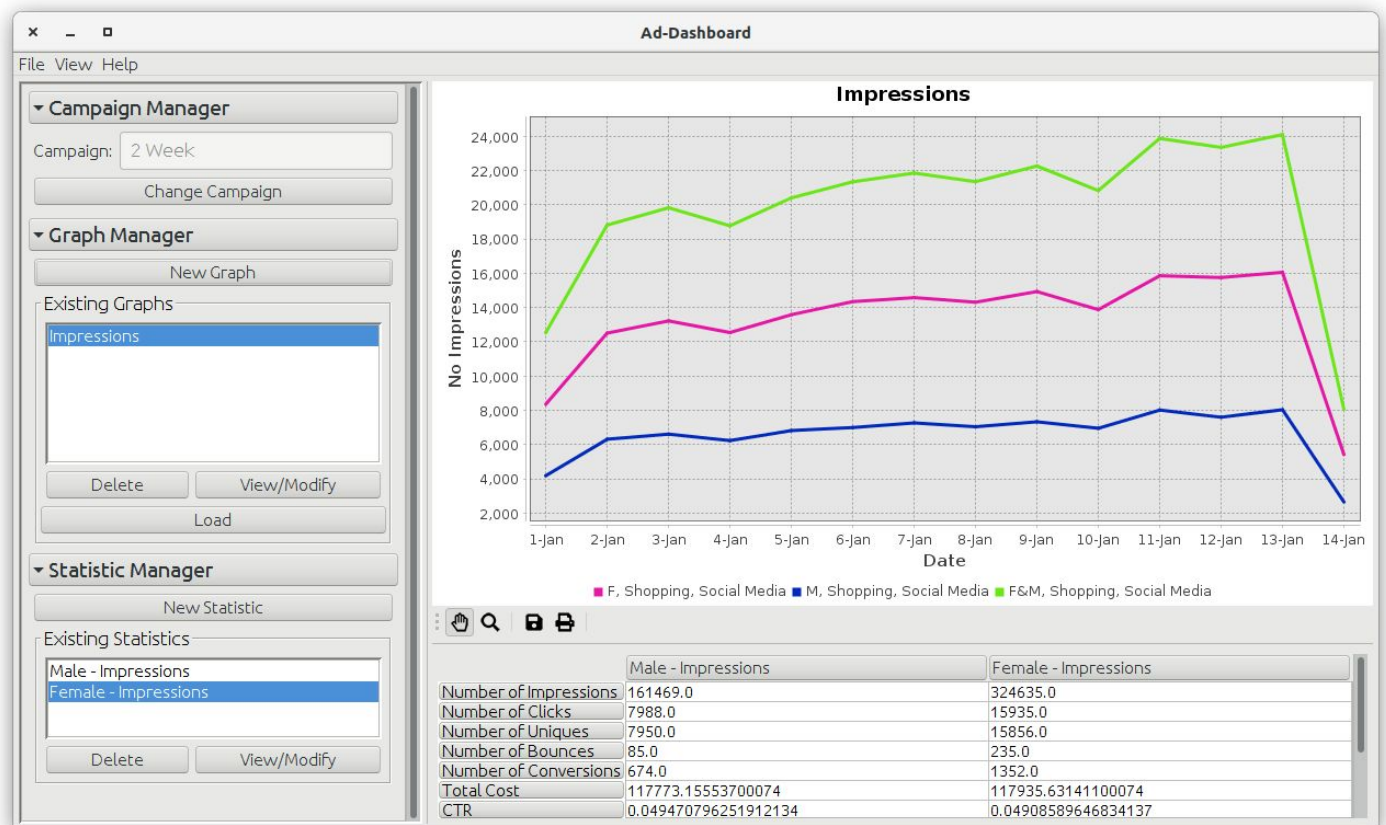 Ad-Dashboard
File View Help
Campaign Manager
Campaign: 2 Week
Change Campaign
Graph Manager
New Graph
Existing Graphs
Impressions
Delete View/Modify
Load
Statistic Manager
New Statistic
Existing Statistics
Male - Impressions
Female - Impressions
Delete View/Modify
Impressions
No Impressions
24,000
22,000
20,000
18,000
16,000
14,000
12,000
10,000
8,000
6,000
4,000
2,000
1-Jan 2-Jan 3-Jan 4-Jan 5-Jan 6-Jan 7-Jan 8-Jan 9-Jan 10-Jan 11-Jan 12-Jan 13-Jan 14-Jan
Date
F, Shopping, Social Media M, Shopping, Social Media F&M, Shopping, Social Media
Male - Impressions Female - Impressions
Number of Impressions 161469.0 324635.0
Number of Clicks 7988.0 15935.0
Number of Uniques 7950.0 15856.0
Number of Bounces 85.0 235.0
Number of Conversions 674.0 1352.0
Total Cost 117773.15553700074 117935.63141100074
CTR 0.049470796251912134 0.04908589646834137